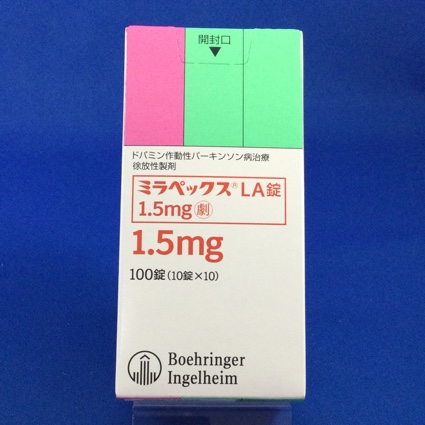 開封口
ドパミン作動性パーキンソン病治療
徐放性製剤
ミラペックス®LA錠
1.5mg 劇
1.5mg
100錠(10錠×10)
Boehringer
Ingelheim